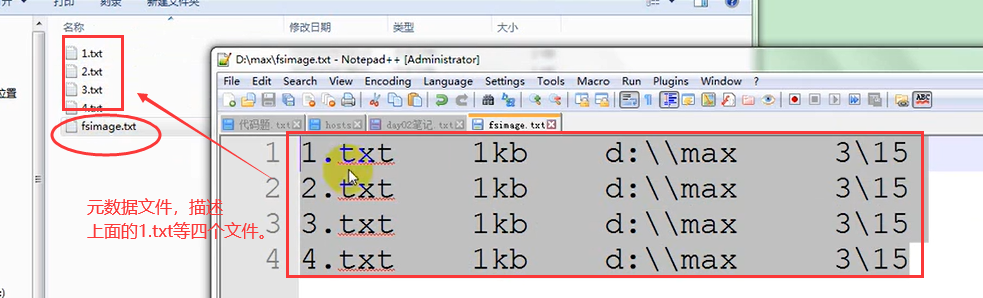 打印
刻录
新建文件夹
名称
修改日期
类型
大小
1.txt
2.txt
3.txt
4.txt
fsimage.txt
位置
元数据文件，描述
上面的1.txt等四个文件。
D:\max\fsimage.txt - Notepad++ [Administrator]
File Edit Search View Encoding Language Settings Tools Macro Run Plugins Window ?
代码题.txt hosts day02笔记.txt fsimage.txt
1 1.txt 1kb d:\\max 3\15
2 2.txt 1kb d:\\max 3\15
3 3.txt 1kb d:\\max 3\15
4 4.txt 1kb d:\\max 3\15